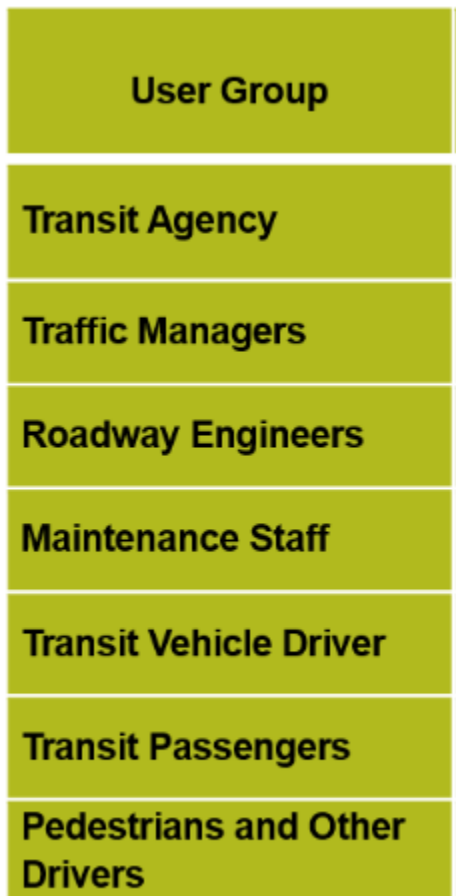 User Group
Transit Agency
Traffic Managers
Roadway Engineers
Maintenance Staff
Transit Vehicle Driver
Transit Passengers
Pedestrians and Other
Drivers